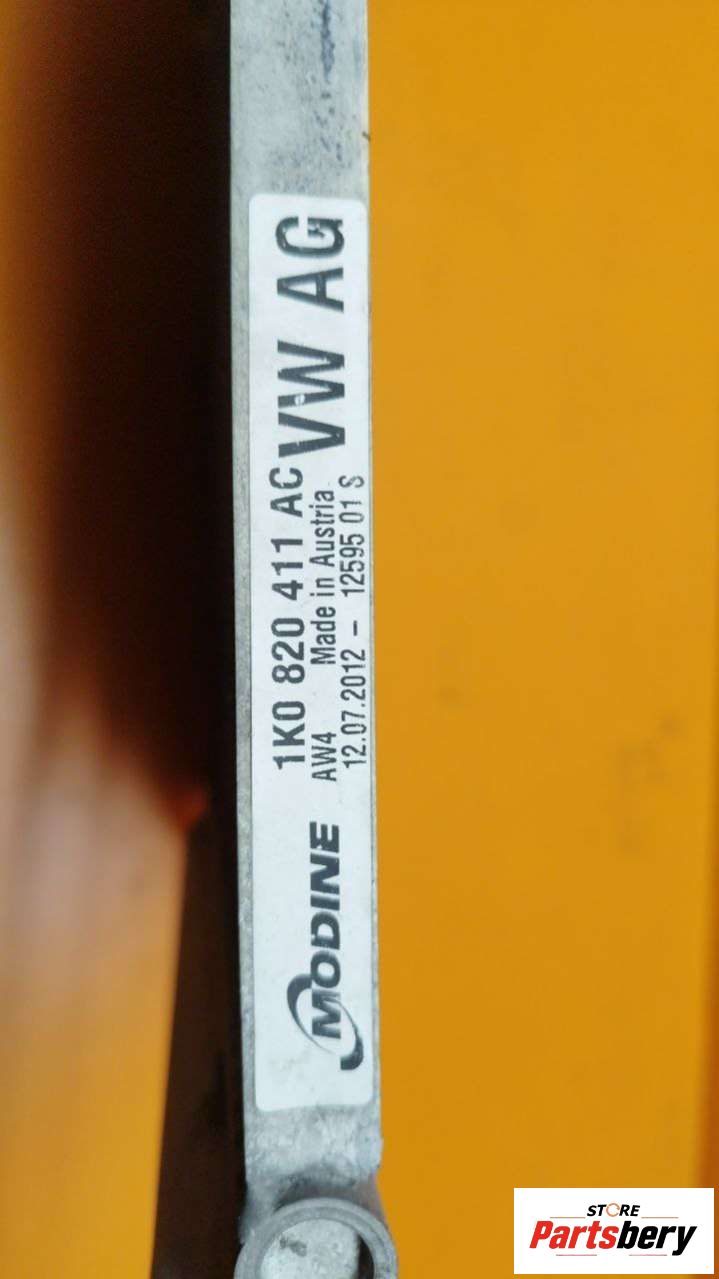 MODINE
1K0 820 411 AC
AW4 Made in Austria
12.07.2012 - 12595 01 S
VW AG
STORE
Partsbery